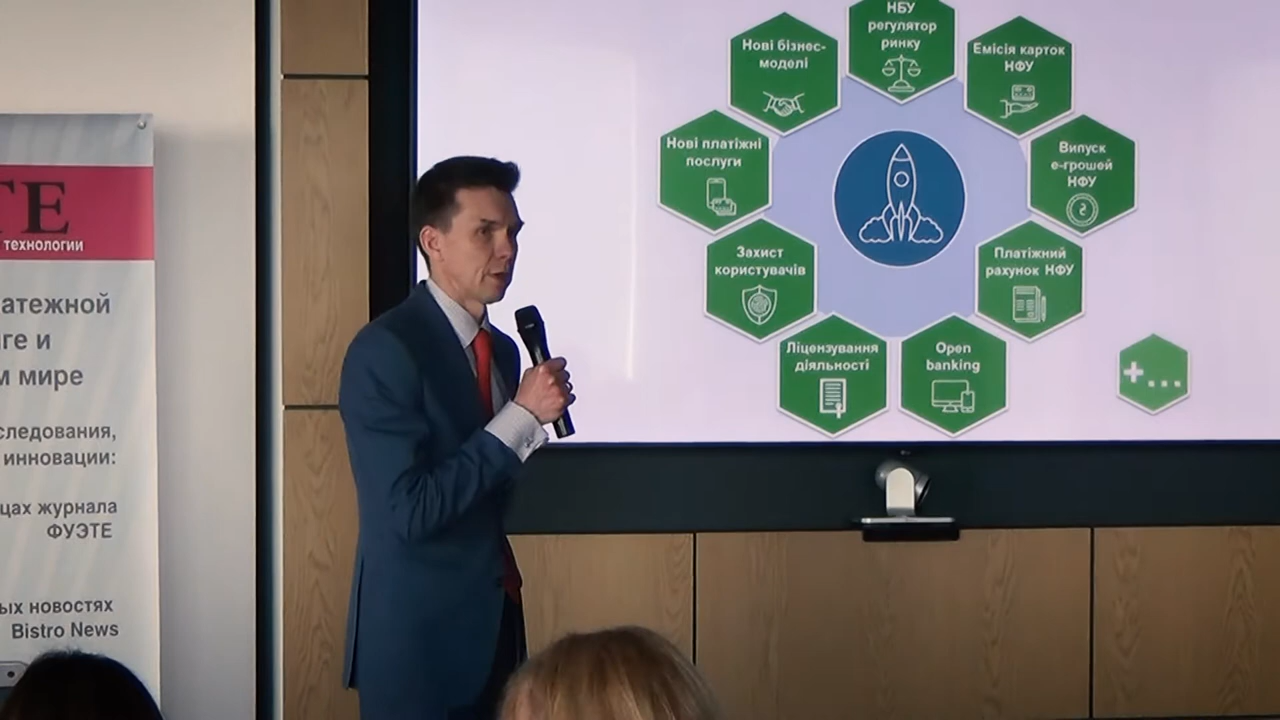 ТЕ
технологии
атежной
ге и
м мире
следования,
инновации:
цах журнала
ФУЭТЕ
ых новостях
Bistro News
НБУ
регулятор
ринку
Нові бізнес-
моделі
Емісія карток
НФУ
Нові платіжні
послуги
Випуск
е-грошей
НФУ
Захист
користувачів
Платіжний
рахунок НФУ
Ліцензування
діяльності
Open
banking
+...